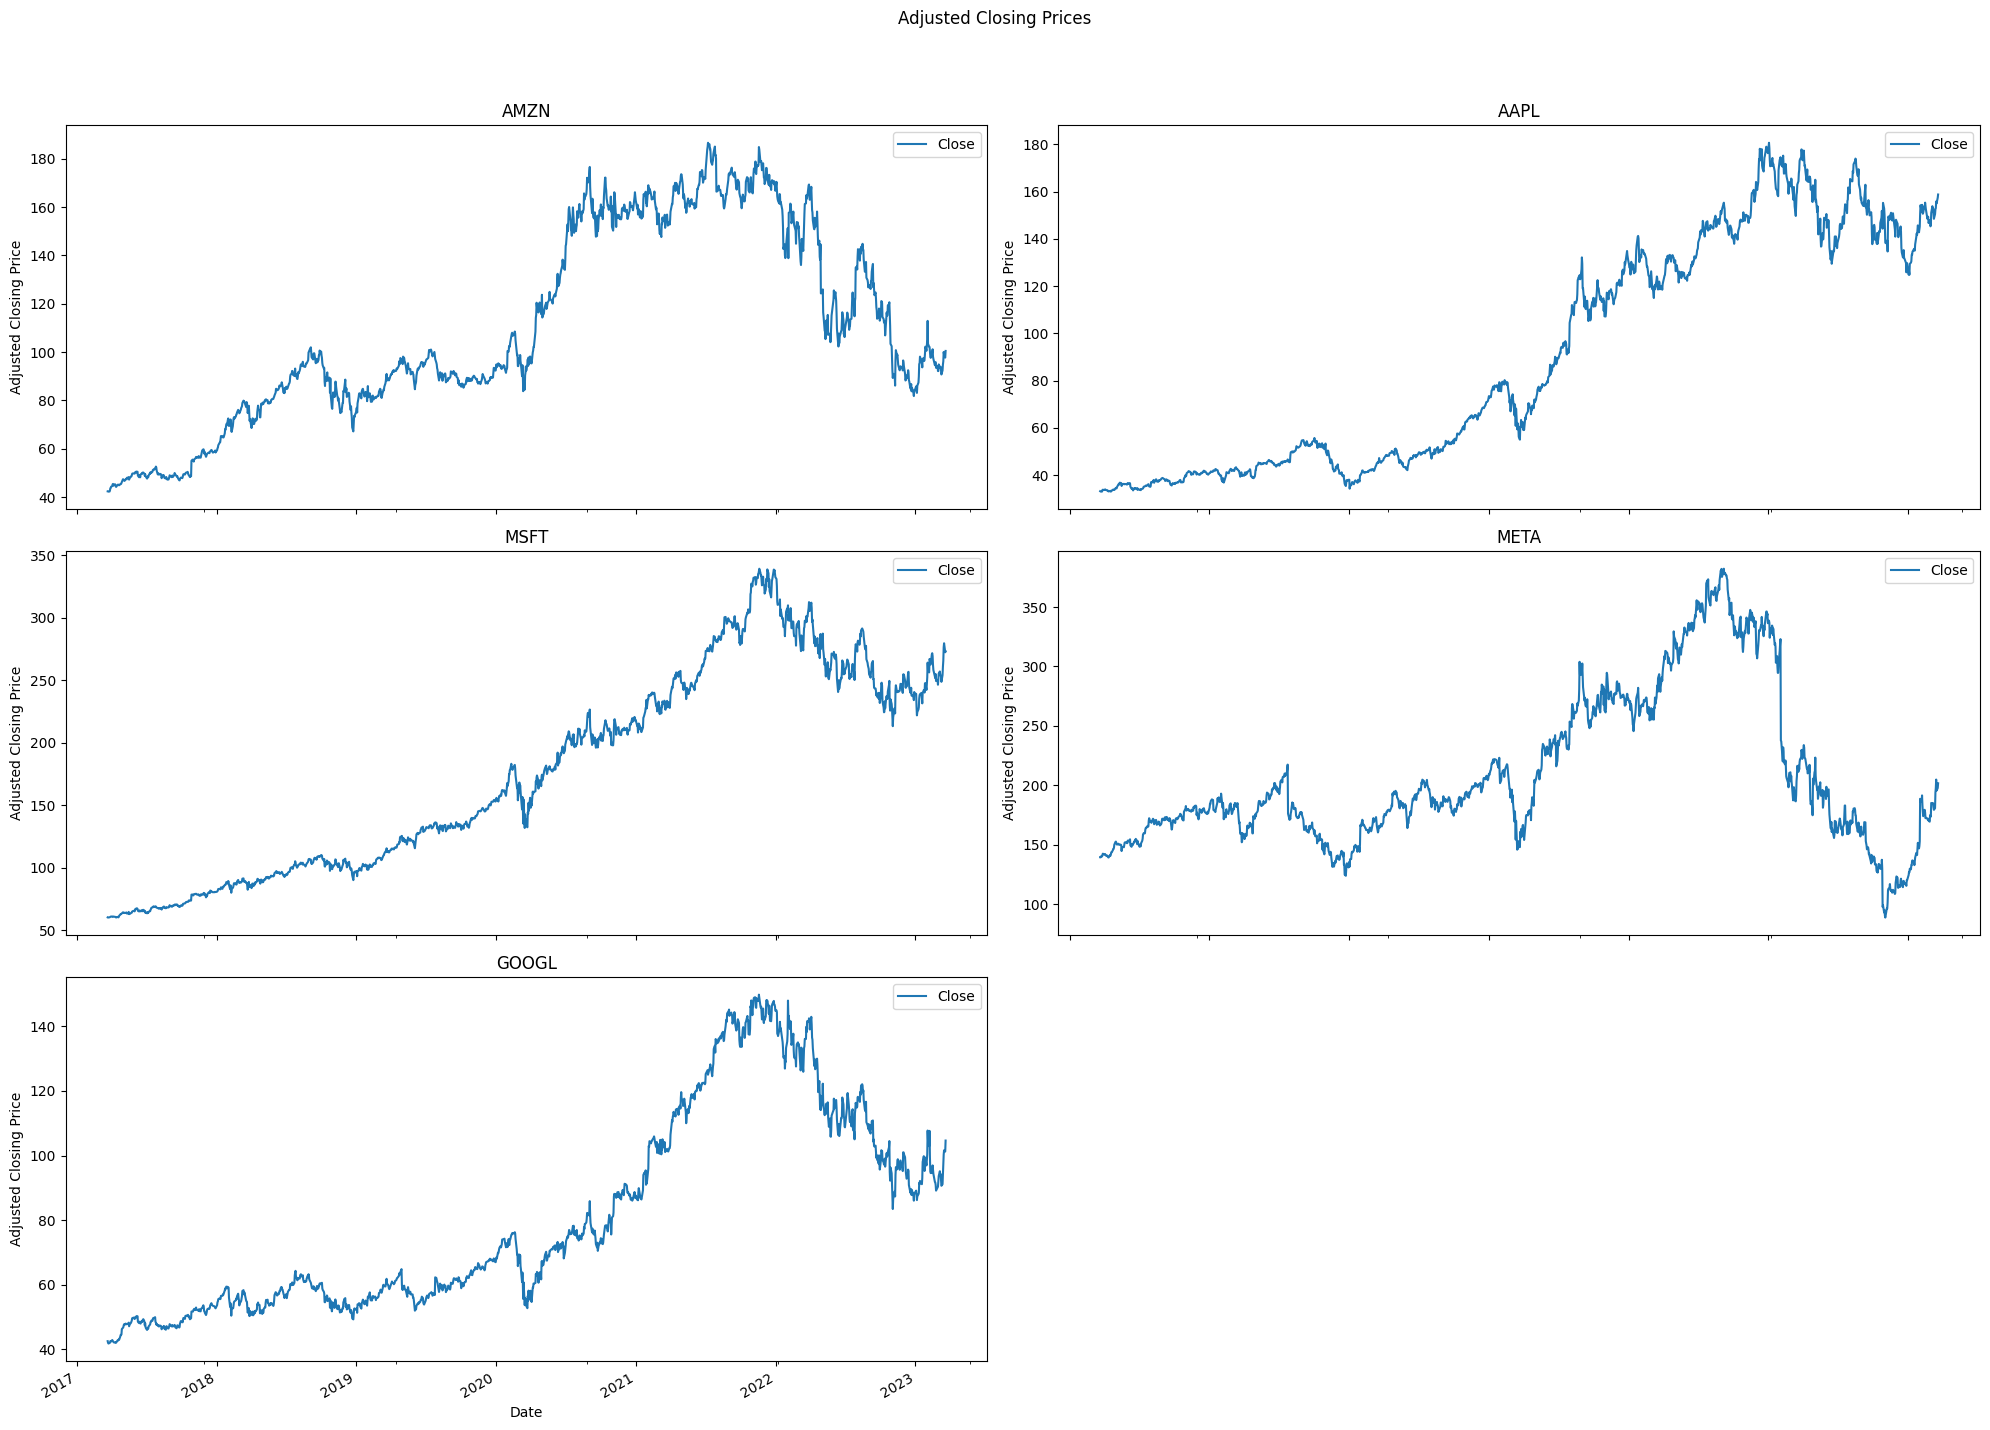 Adjusted Closing Prices
AMZN
Close
Adjusted Closing Price
180
160
140
120
100
80
60
40
AAPL
Close
Adjusted Closing Price
180
160
140
120
100
80
60
40
MSFT
Close
Adjusted Closing Price
350
300
250
200
150
100
50
META
Close
Adjusted Closing Price
350
300
250
200
150
100
GOOGL
Close
Adjusted Closing Price
140
120
100
80
60
40
2017 2018 2019 2020 2021 2022 2023
Date